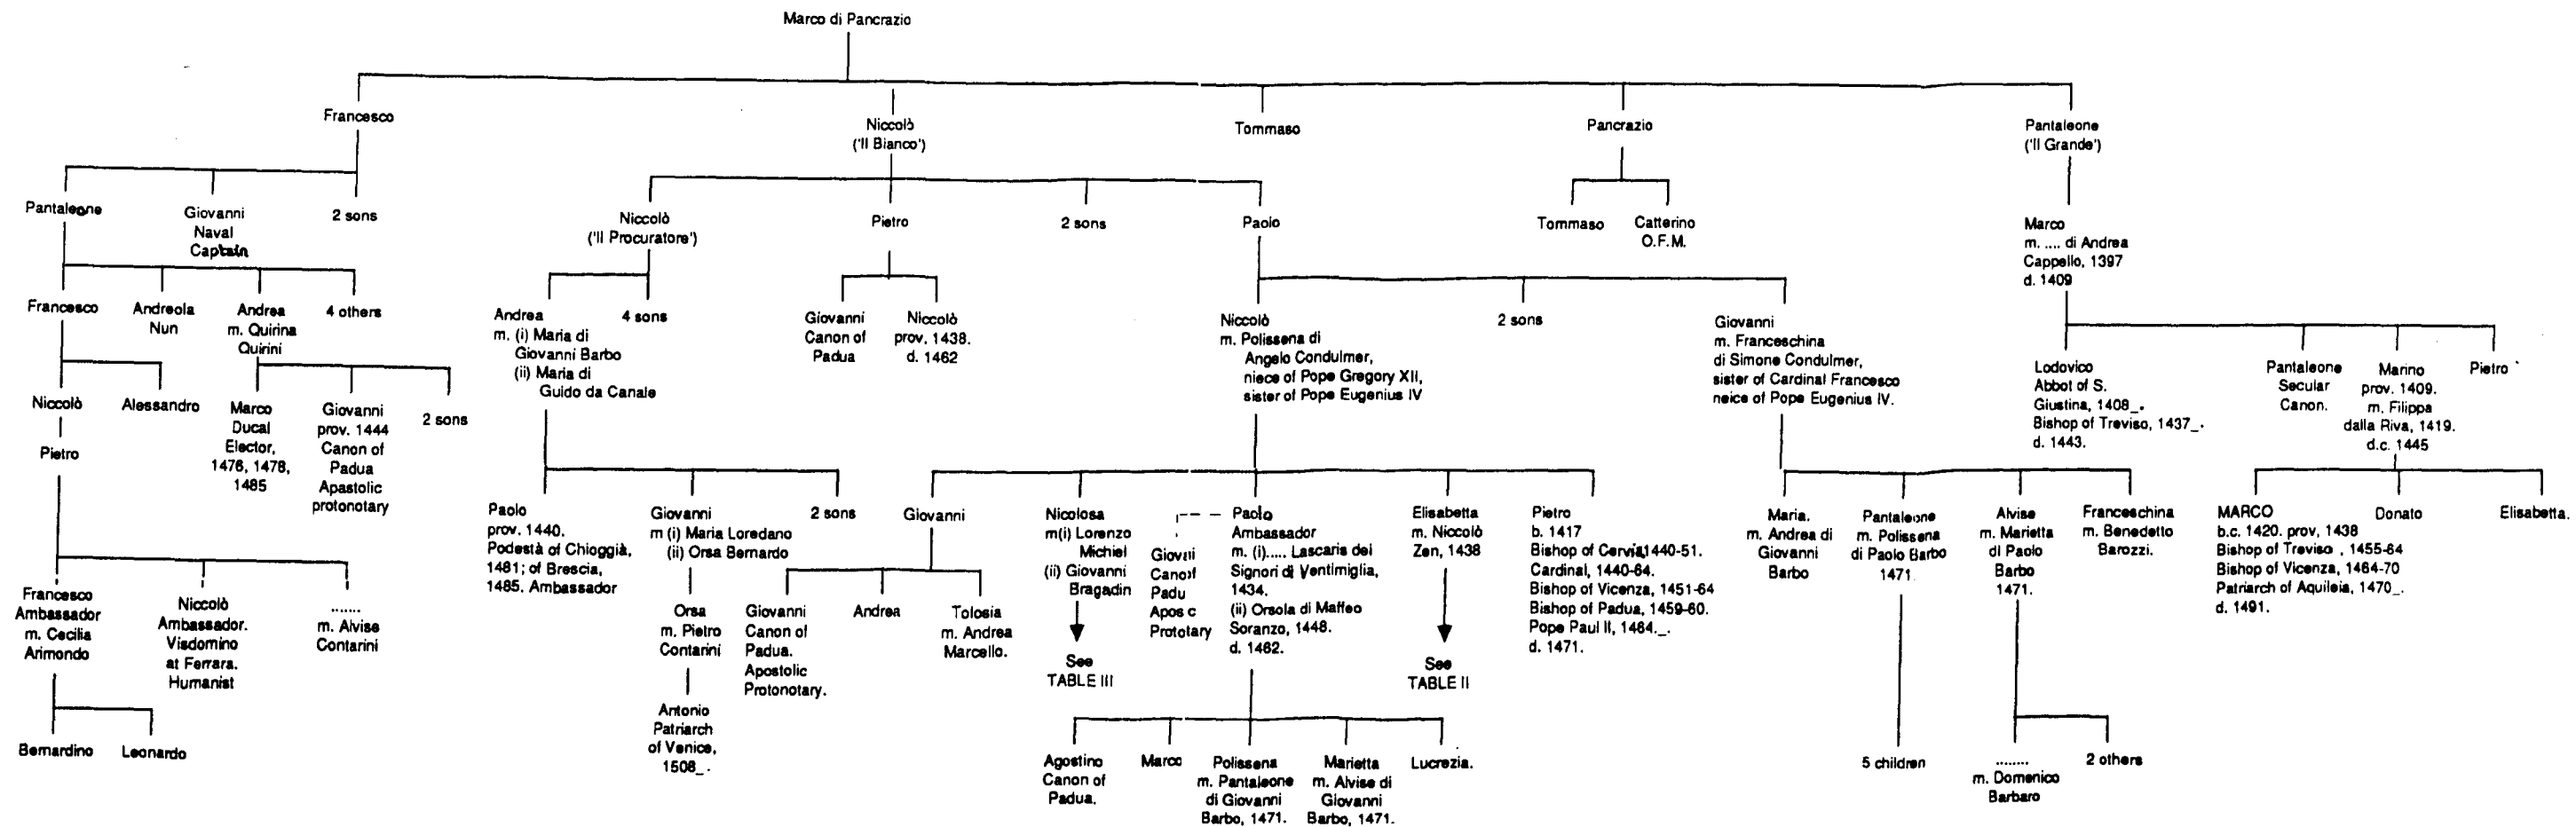 Marco di Pancrazio
Francesco
Niccolò
('Il Bianco')
Tommaso
Pancrazio
Pantaleone
('Il Grande')
Pantaleone
Giovanni
Naval
Captain
2 sons
Niccolò
('Il Procuratore')
Pietro
2 sons
Paolo
Tommaso
Catterino
O.F.M.
Marco
m. .... di Andrea
Cappello, 1397
d. 1409
Francesco
Andreola
Nun
Andrea
m. Quirina
Quirini
4 others
Andrea
m. (i) Maria di
Giovanni Barbo
(ii) Maria di
Guido da Canale
4 sons
Giovanni
Canon of
Padua
Niccolò
prov. 1438.
d. 1462
Niccolò
m. Polissena di
Angelo Condulmer,
niece of Pope Gregory XII,
sister of Pope Eugenius IV
2 sons
Giovanni
m. Franceschina
di Simone Condulmer,
sister of Cardinal Francesco
neice of Pope Eugenius IV.
Lodovico
Abbot of S.
Giustina, 1408_.
Bishop of Treviso, 1437_.
d. 1443.
Pantaleone
Secular
Canon.
Marino
prov. 1409.
m. Filippa
dalla Riva, 1419.
d.c. 1445
Pietro
Niccolò
Alessandro
Marco
Ducal
Elector,
1476, 1478,
1485
Giovanni
prov. 1444
Canon of
Padua
Apastolic
protonotary
2 sons
Pietro
Paolo
prov. 1440.
Podestà of Chioggià,
1481; of Brescia,
1485. Ambassador
Giovanni
m (i) Maria Loredano
(ii) Orsa Bernardo
2 sons
Giovanni
Nicolosa
m(i) Lorenzo
Michiel
(ii) Giovanni
Bragadin
Paolo
Ambassador
m. (i)..... Lascaris dei
Signori di Ventimiglia,
1434.
(ii) Orsola di Maffeo
Soranzo, 1448.
d. 1462.
Elisabetta
m. Niccolò
Zen, 1438
Pietro
b. 1417
Bishop of Cervia,1440-51.
Cardinal, 1440-64.
Bishop of Vicenza, 1451-64
Bishop of Padua, 1459-60.
Pope Paul II, 1464._.
d. 1471.
Maria.
m. Andrea di
Giovanni
Barbo
Pantaleone
m. Polissena
di Paolo Barbo
1471.
Alvise
m. Marietta
di Paolo
Barbo
1471.
Franceschina
m. Benedetto
Barozzi.
MARCO
b.c. 1420. prov, 1438
Bishop of Treviso , 1455-64
Bishop of Vicenza, 1464-70
Patriarch of Aquileia, 1470_.
d. 1491.
Donato
Elisabetta.
Francesco
Ambassador
m. Cecilia
Arimondo
Niccolò
Ambassador.
Visdomino
at Ferrara.
Humanist
.......
m. Alvise
Contarini
Orsa
m. Pietro
Contarini
Giovanni
Canon of
Padua.
Apostolic
Protonotary.
Andrea
Tolosia
m. Andrea
Marcello.
See
TABLE III
See
TABLE II
Antonio
Patriarch
of Venice,
1508_.
Bernardino
Leonardo
Agostino
Canon of
Padua.
Marco
Polissena
m. Pantaleone
di Giovanni
Barbo, 1471.
Marietta
m. Alvise di
Giovanni
Barbo, 1471.
Lucrezia.
5 children
........
m. Domenico
Barbaro
2 others